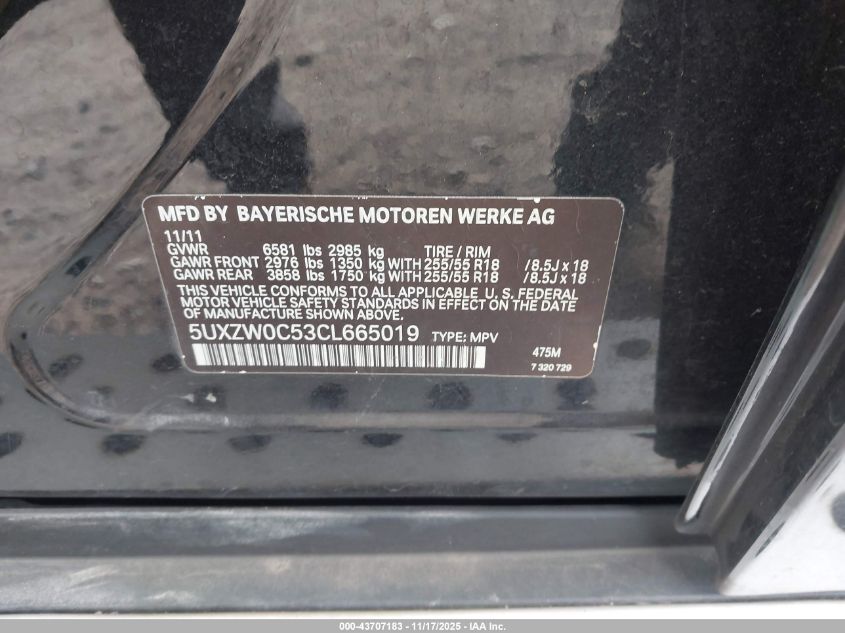 MFD BY BAYERISCHE MOTOREN WERKE AG
11/11
GVWR 6581 lbs 2985 kg TIRE / RIM
GAWR FRONT 2976 lbs 1350 kg WITH 255/55 R18 / 8.5J x 18
GAWR REAR 3858 lbs 1750 kg WITH 255/55 R18 / 8.5J x 18
THIS VEHICLE CONFORMS TO ALL APPLICABLE U. S. FEDERAL
MOTOR VEHICLE SAFETY STANDARDS IN EFFECT ON THE DATE
OF MANUFACTURE SHOWN ABOVE.
5UXZW0C53CL665019 TYPE: MPV
475M
7 320 729
000-43707183 - 11/17/2025 - IAA Inc.